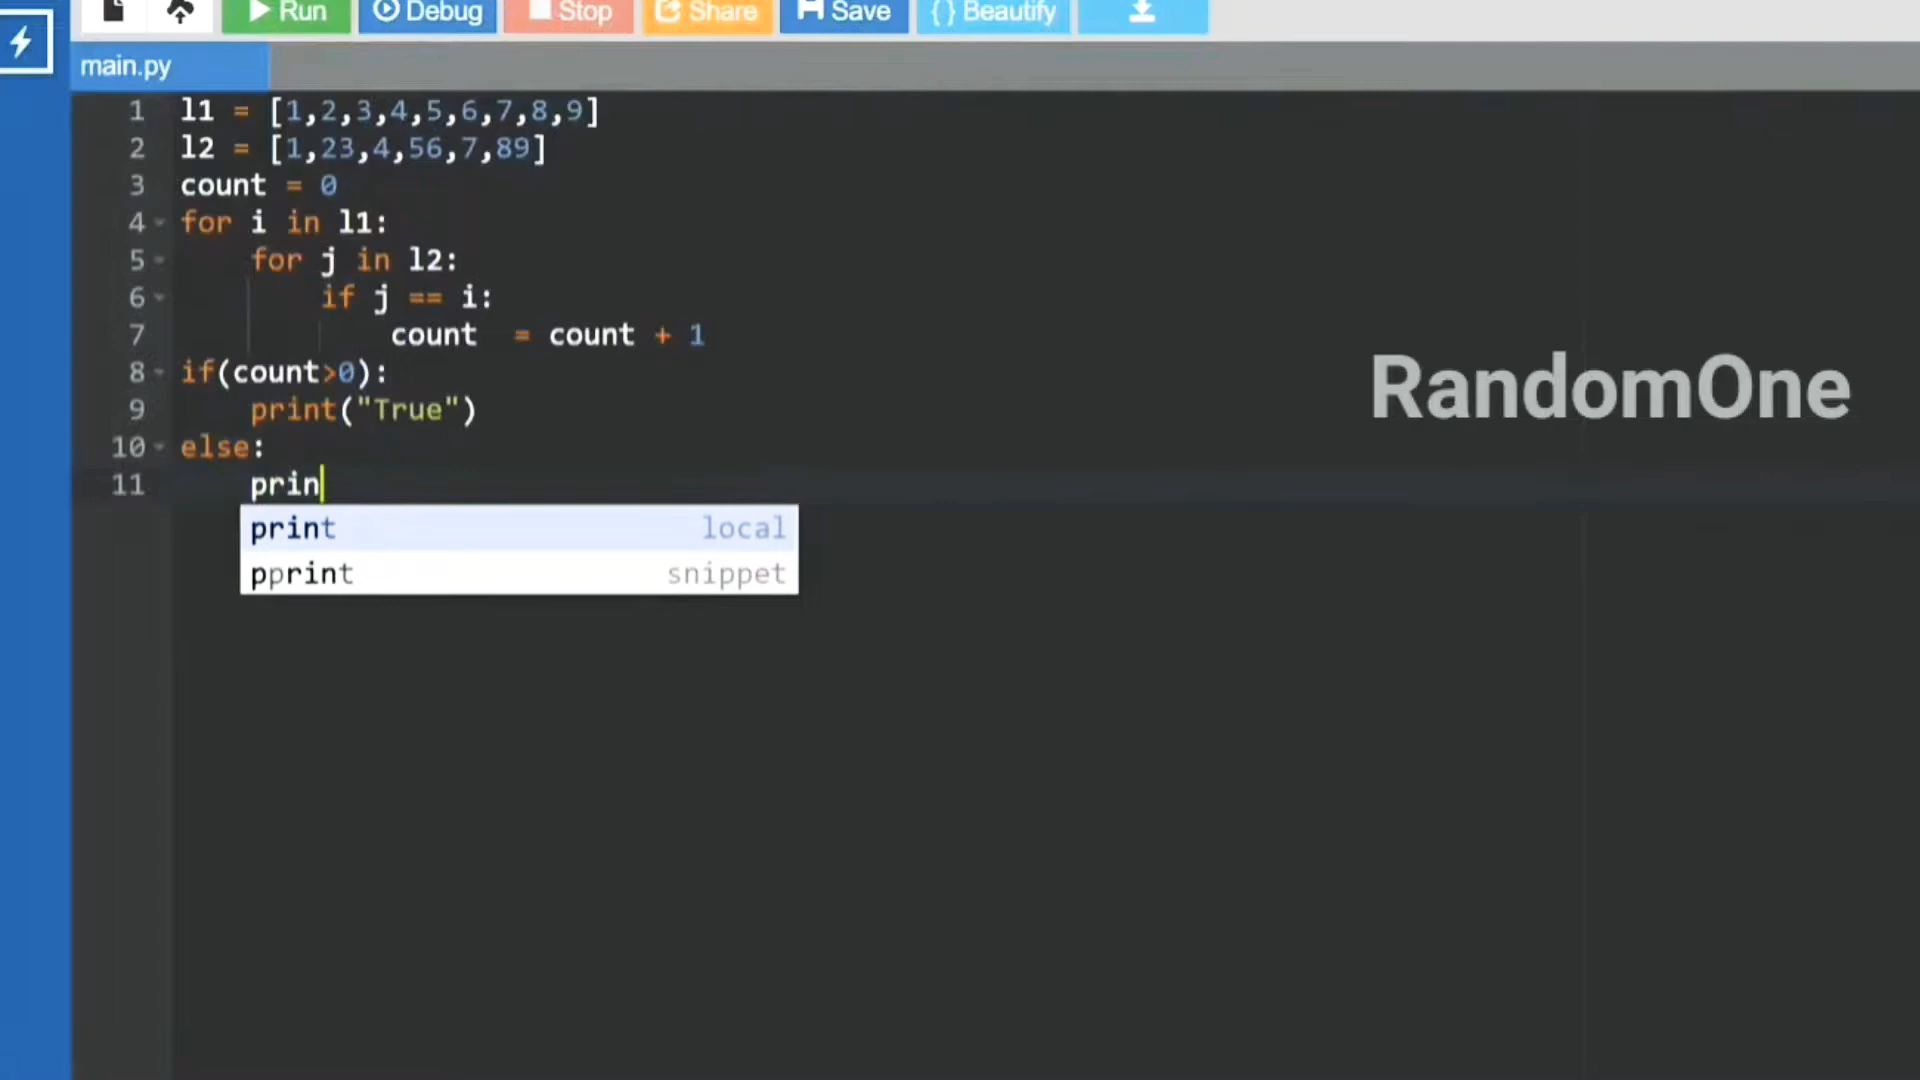 Run Debug Stop Share Save {} Beautify
main.py
1 l1 = [1,2,3,4,5,6,7,8,9]
2 l2 = [1,23,4,56,7,89]
3 count = 0
4 for i in l1:
5 for j in l2:
6 if j == i:
7 count  = count + 1
8 if(count>0):
9 print("True")
10 else:
11 prin
print local
pprint snippet
RandomOne